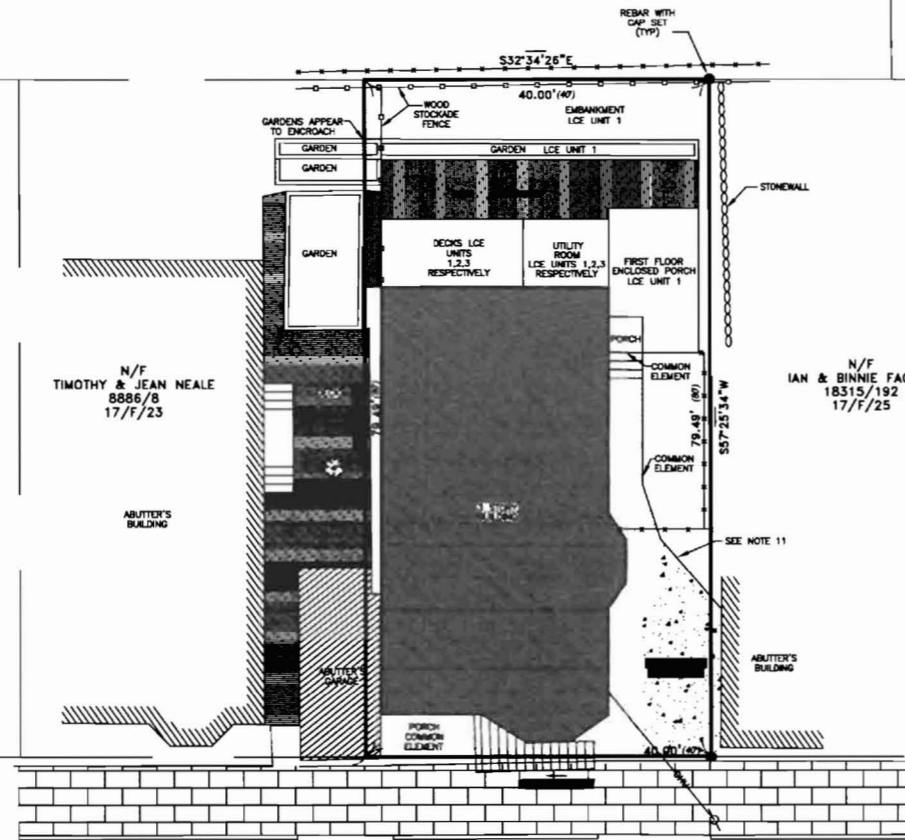 REBAR WITH
CAP SET
(TYP)
S32°34'26"E
40.00' (40')
WOOD
STOCKADE
FENCE
EMBANKMENT
LCE UNIT 1
GARDENS APPEAR
TO ENCROACH
GARDEN
GARDEN LCE UNIT 1
GARDEN
STONEWALL
GARDEN
DECKS LCE
UNITS
1,2,3
RESPECTIVELY
UTILITY
ROOM
LCE UNITS 1,2,3
RESPECTIVELY
FIRST FLOOR
ENCLOSED PORCH
LCE UNIT 1
PORCH
COMMON
ELEMENT
N/F
TIMOTHY & JEAN NEALE
8886/8
17/F/23
79.49' (80')
79.49' (80')
S57°25'34"W
N/F
IAN & BINNIE
18315/192
17/F/25
COMMON
ELEMENT
ABUTTER'S
BUILDING
SEE NOTE 11
ABUTTER'S
GARAGE
ABUTTER'S
BUILDING
PORCH
COMMON
ELEMENT
40.00' (40')